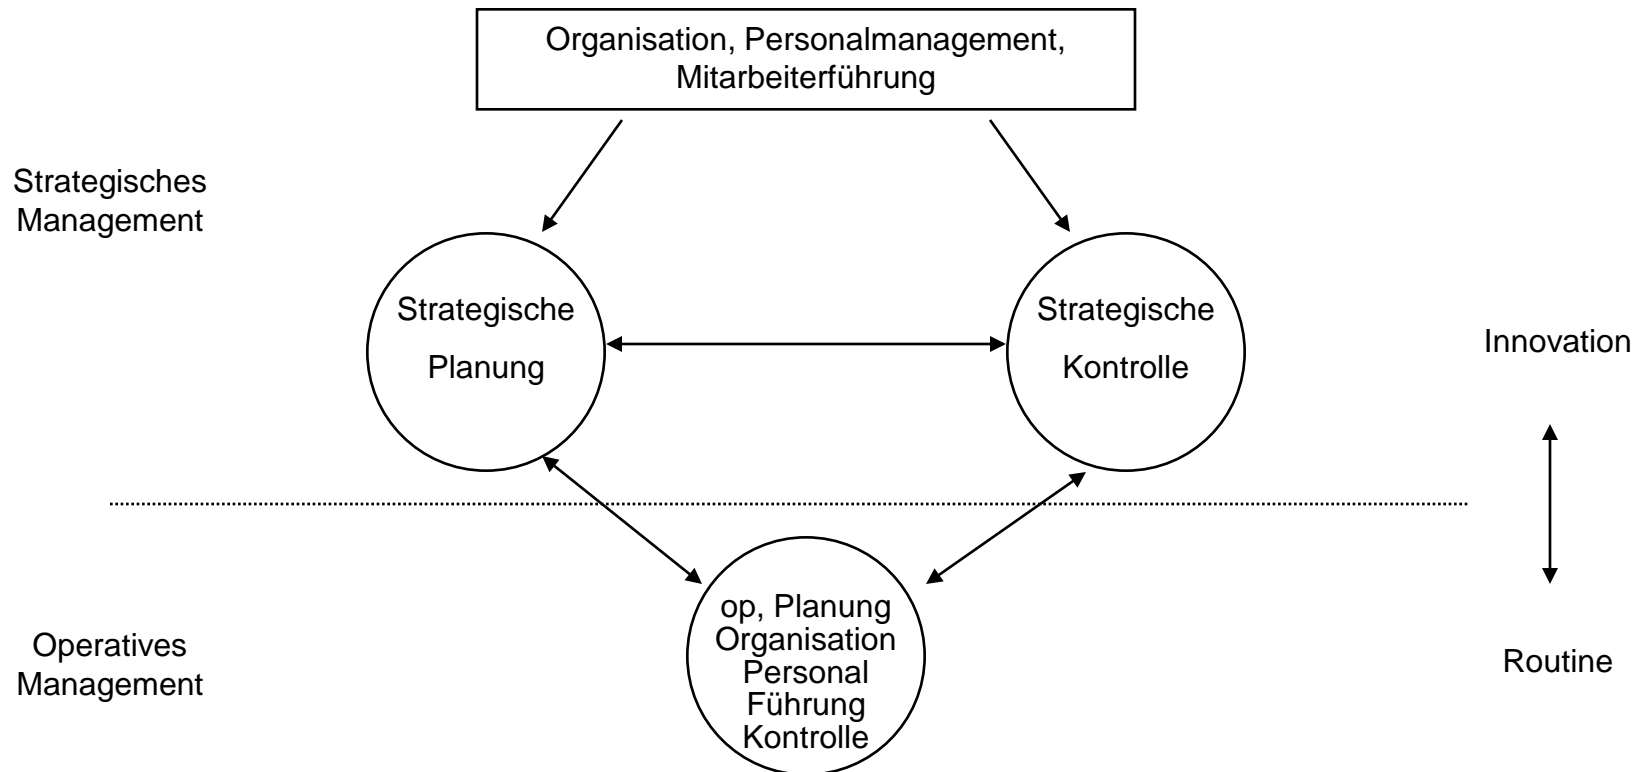 Organisation, Personalmanagement,
Mitarbeiterführung
Strategisches
Management
Strategische
Planung
Strategische
Kontrolle
Innovation
op, Planung
Organisation
Personal
Führung
Kontrolle
Operatives
Management
Routine